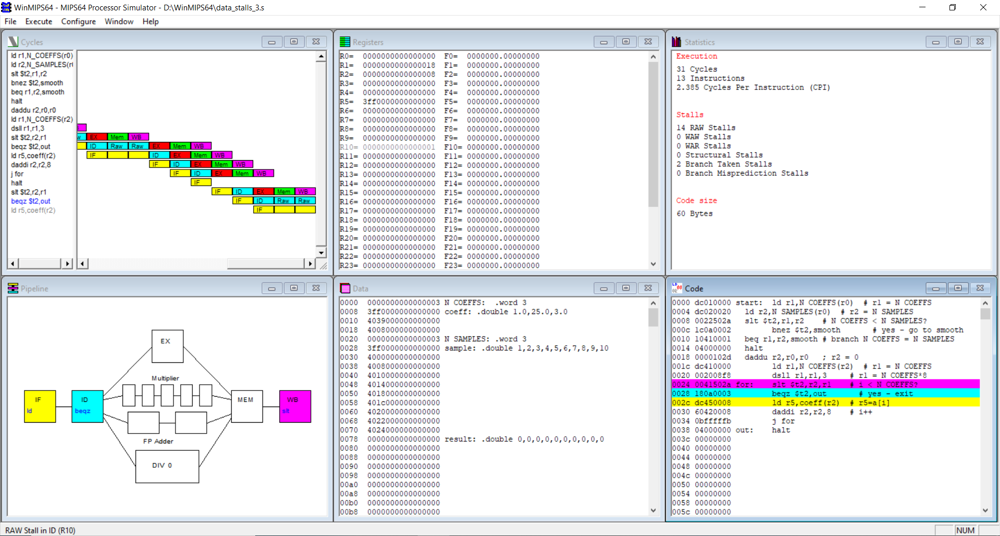 WinMIPS64 - MIPS64 Processor Simulator - D:\WinMIPS64\data_stalls_3.s
File Execute Configure Window Help
Cycles
ld r1,N_COEFFS(r0)
ld r2,N_SAMPLES(r
slt $t2,r1,r2
bnez $t2,smooth
beq r1,r2,smooth
halt
daddu r2,r0,r0
ld r1,N_COEFFS(r2)
dsll r1,r1,3
slt $t2,r2,r1
beqz $t2,out
ld r5,coeff(r2)
daddi r2,r2,8
j for
halt
slt $t2,r2,r1
beqz $t2,out
ld r5,coeff(r2)
w EX Mem WB
ID Raw Raw EX Mem WB
IF ID EX Mem WB
IF ID EX Mem WB
IF ID EX Mem WB
IF
IF ID EX Mem WB
IF ID Raw Raw
IF
Registers
R0= 0000000000000000 F0= 0000000.00000000
R1= 0000000000000018 F1= 0000000.00000000
R2= 0000000000000008 F2= 0000000.00000000
R3= 0000000000000000 F3= 0000000.00000000
R4= 0000000000000000 F4= 0000000.00000000
R5= 3ff0000000000000 F5= 0000000.00000000
R6= 0000000000000000 F6= 0000000.00000000
R7= 0000000000000000 F7= 0000000.00000000
R8= 0000000000000000 F8= 0000000.00000000
R9= 0000000000000000 F9= 0000000.00000000
R10= 0000000000000001 F10= 0000000.00000000
R11= 0000000000000000 F11= 0000000.00000000
R12= 0000000000000000 F12= 0000000.00000000
R13= 0000000000000000 F13= 0000000.00000000
R14= 0000000000000000 F14= 0000000.00000000
R15= 0000000000000000 F15= 0000000.00000000
R16= 0000000000000000 F16= 0000000.00000000
R17= 0000000000000000 F17= 0000000.00000000
R18= 0000000000000000 F18= 0000000.00000000
R19= 0000000000000000 F19= 0000000.00000000
R20= 0000000000000000 F20= 0000000.00000000
R21= 0000000000000000 F21= 0000000.00000000
R22= 0000000000000000 F22= 0000000.00000000
R23= 0000000000000000 F23= 0000000.00000000
Statistics
Execution
31 Cycles
13 Instructions
2.385 Cycles Per Instruction (CPI)
Stalls
14 RAW Stalls
0 WAW Stalls
0 WAR Stalls
0 Structural Stalls
2 Branch Taken Stalls
0 Branch Misprediction Stalls
Code size
60 Bytes
Pipeline
EX
Multiplier
IF ID MEM WB
ld beqz slt
FP Adder
DIV 0
Data
0000 0000000000000003 N_COEFFS: .word 3
0008 3ff0000000000000 coeff: .double 1.0,25.0,3.0
0010 4039000000000000
0018 4008000000000000
0020 0000000000000003 N_SAMPLES: .word 3
0028 3ff0000000000000 sample: .double 1,2,3,4,5,6,7,8,9,10
0030 4000000000000000
0038 4008000000000000
0040 4010000000000000
0048 4014000000000000
0050 4018000000000000
0058 401c000000000000
0060 4020000000000000
0068 4022000000000000
0070 4024000000000000
0078 0000000000000000 result: .double 0,0,0,0,0,0,0,0,0,0
0080 0000000000000000
0088 0000000000000000
0090 0000000000000000
0098 0000000000000000
00a0 0000000000000000
00a8 0000000000000000
00b0 0000000000000000
00b8 0000000000000000
Code
0000 dc010000 start: ld r1,N_COEFFS(r0) # r1 = N_COEFFS
0004 dc020020 ld r2,N_SAMPLES(r0) # r2 = N_SAMPLES
0008 0022502a slt $t2,r1,r2 # N_COEFFS < N_SAMPLES?
000c 1c0a0002 bnez $t2,smooth # yes - go to smooth
0010 10410001 beq r1,r2,smooth # branch N_COEFFS = N_SAMPLES
0014 04000000 halt
0018 0000102d daddu r2,r0,r0 ; r2 = 0
001c dc410000 ld r1,N_COEFFS(r2) # r1 = N_COEFFS
0020 002008f8 dsll r1,r1,3 # r1 = N_COEFFS*8
0024 0041502a for: slt $t2,r2,r1 # i < N_COEFFS?
0028 180a0003 beqz $t2,out # yes - exit
002c dc450008 ld r5,coeff(r2) # r5=a[i]
0030 60420008 daddi r2,r2,8 # i++
0034 0bfffffb j for
0038 04000000 out: halt
003c 00000000
0040 00000000
0044 00000000
0048 00000000
004c 00000000
0050 00000000
0054 00000000
0058 00000000
005c 00000000
RAW Stall in ID (R10)
NUM